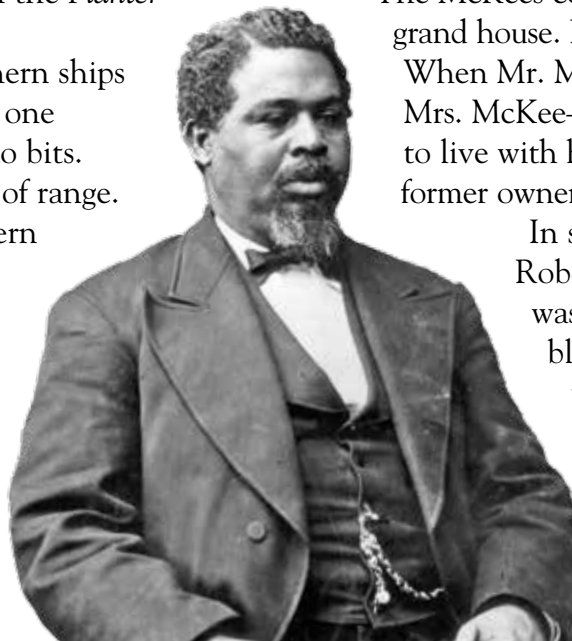 the Planter
hern ships
one
o bits.
of range.
ern
The McKees
grand house.
When Mr. M
Mrs. McKee-
to live with
former owner
In s
Rob
was
bl